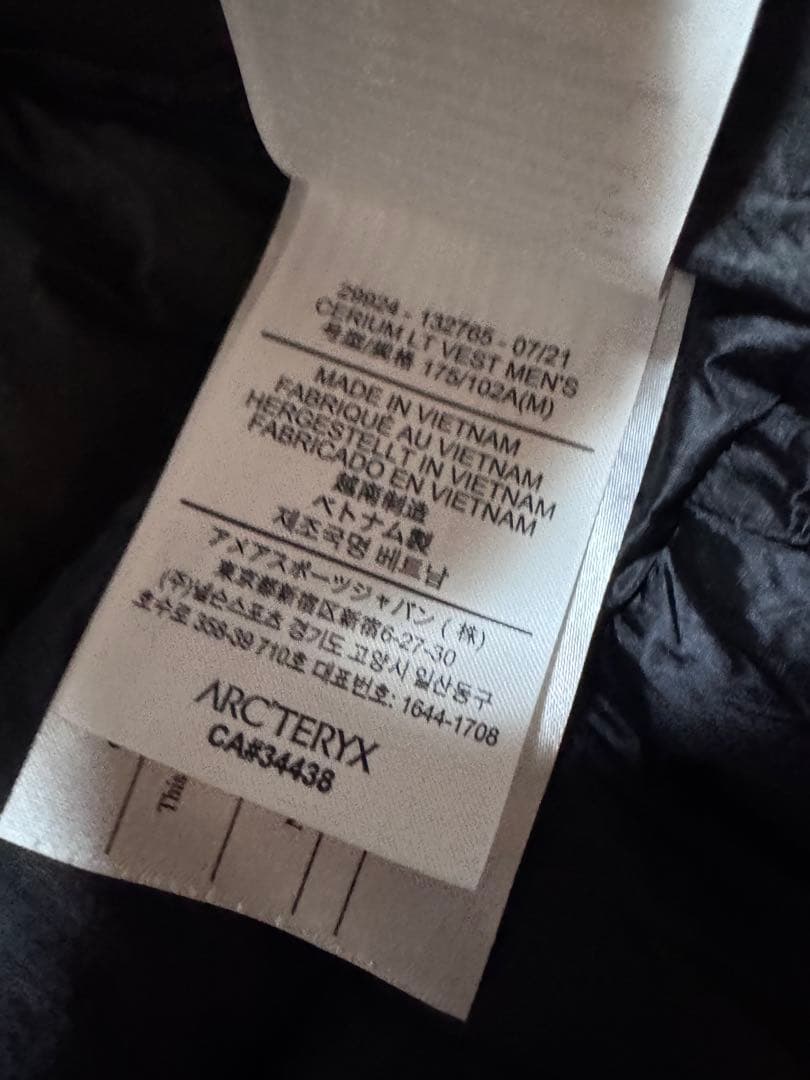 29924 - 132765 - 07/21
CERIUM LT VEST MEN'S
号型/规格 175/102A(M)
MADE IN VIETNAM
FABRIQUÉ AU VIETNAM
HERGESTELLT IN VIETNAM
FABRICADO EN VIETNAM
越南制造
ベトナム製
제조국명 베트남
アメアスポーツジャパン(株)
東京都新宿区新宿6-27-30
(주)넬슨스포츠 경기도 고양시 일산동구
호수로 358-39 710호 대표번호: 1644-1708
ARC'TERYX
CA#34438
This